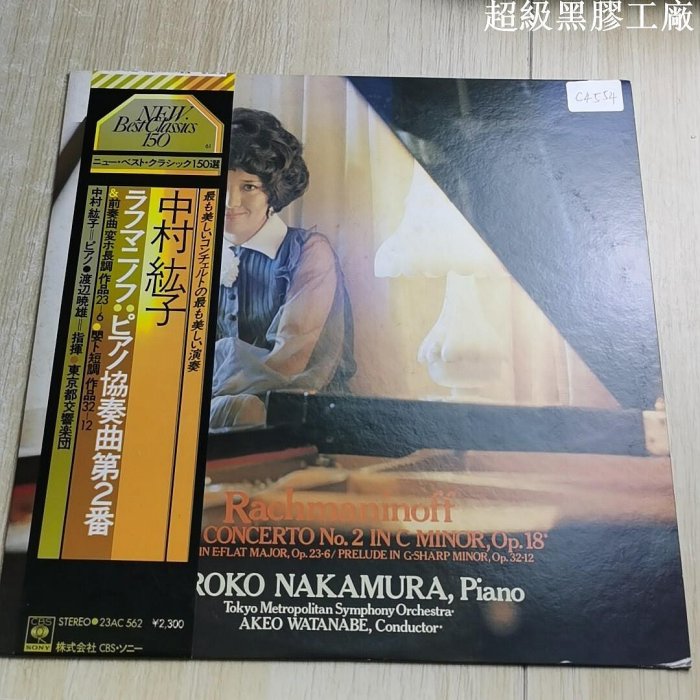 超級黑膠工廠
C4554
NEW
Best Classics
150
61
ニュー・ベスト・クラシック150選
最も美しいコンチェルトの最も美しい演奏
中村紘子
ラフマニノフ:ピアノ協奏曲第2番
&前奏曲変ホ長調 作品23-6●嬰ト短調 作品32-12
中村紘子=ピアノ●渡辺暁雄=指揮●東京都交響楽団
Rachmaninoff
CONCERTO No. 2 IN C MINOR, Op. 18
IN E-FLAT MAJOR, Op. 23-6 / PRELUDE IN G-SHARP MINOR, Op. 32-12
ROKO NAKAMURA, Piano
Tokyo Metropolitan Symphony Orchestra
AKEO WATANABE, Conductor
CBS
SONY
STEREO●23AC 562 ¥2,300
株式会社 CBS・ソニー